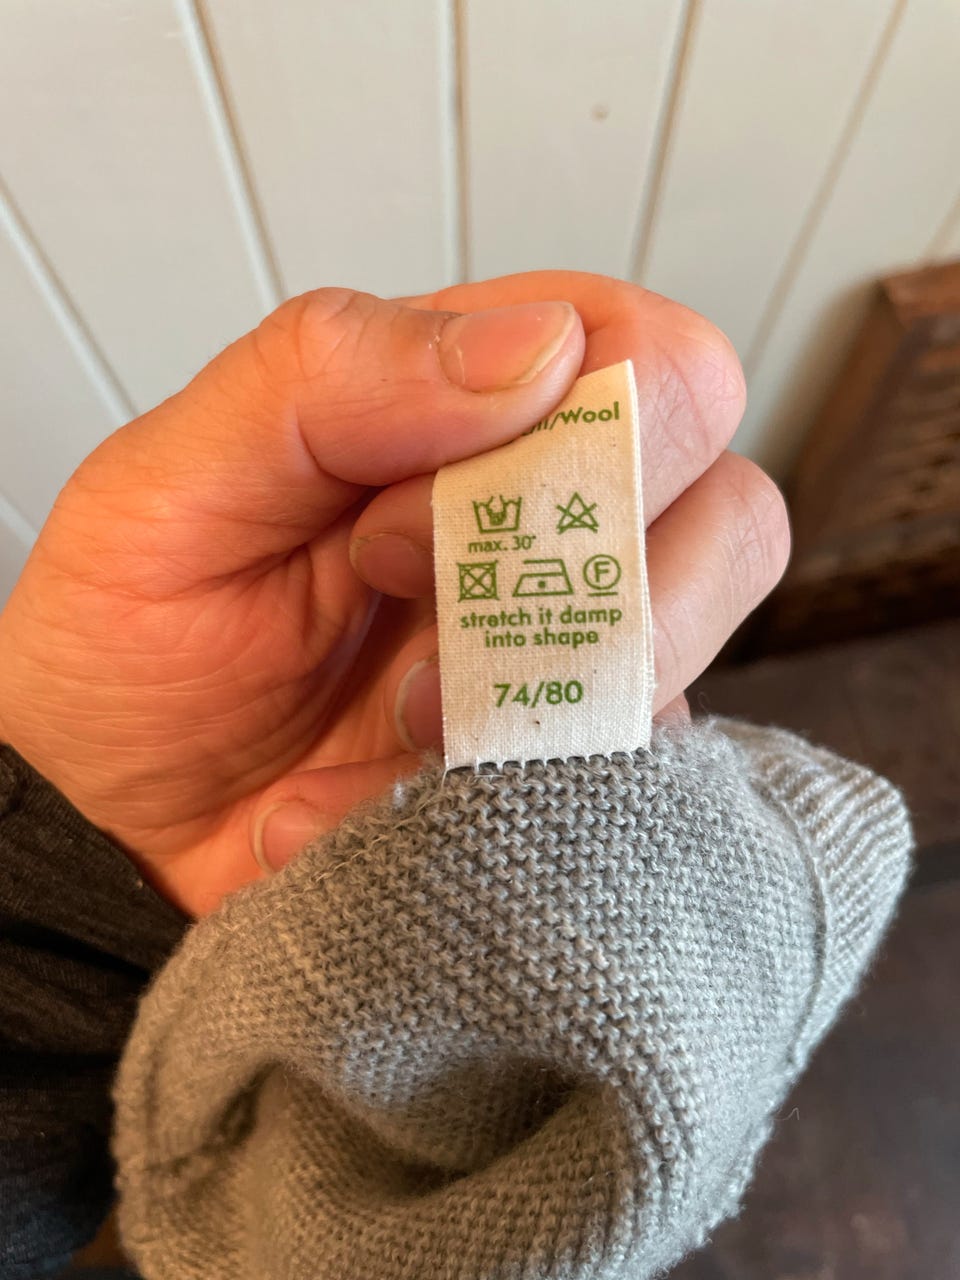 /Wool
max. 30°
F
stretch it damp
into shape
74/80